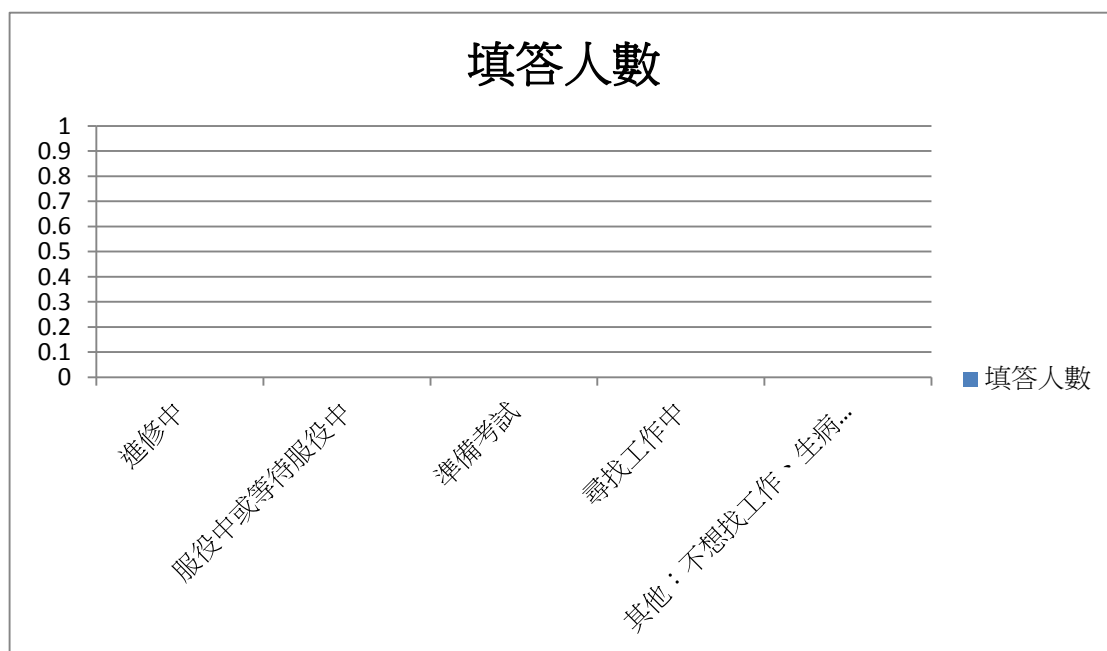 填答人數
1
0.9
0.8
0.7
0.6
0.5
0.4
0.3
0.2
0.1
0
進修中
服役中或等待服役中
準備考試
尋找工作中
其他：不想找工作、生病...
填答人數